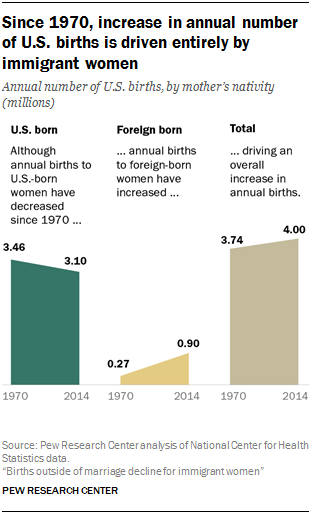 Since 1970, increase in annual number
of U.S. births is driven entirely by
immigrant women
Annual number of U.S. births, by mother's nativity
(millions)
U.S. born
Although
annual births to
U.S.-born
women have
decreased
since 1970 ...
Foreign born
... annual births
to foreign-born
women have
increased ...
Total
... driving an
overall
increase in
annual births.
3.46
3.10
0.27
0.90
3.74
4.00
1970
2014
1970
2014
1970
2014
Source: Pew Research Center analysis of National Center for Health
Statistics data.
“Births outside of marriage decline for immigrant women”
PEW RESEARCH CENTER